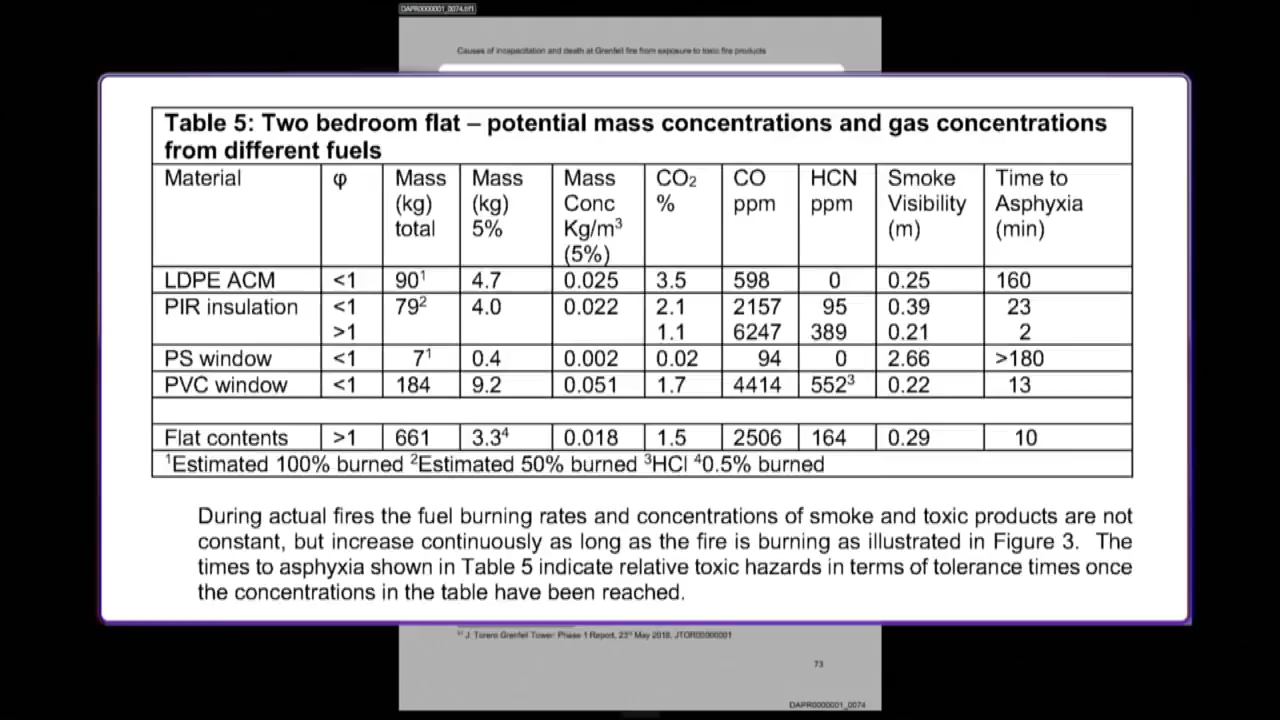 DAPR0000001_0074.tif1
Causes of incapacitation and death at Grenfell fire from exposure to toxic fire products
Table 5: Two bedroom flat – potential mass concentrations and gas concentrations
from different fuels
Material φ Mass (kg) total Mass (kg) 5% Mass Conc Kg/m³ (5%) CO₂ % CO ppm HCN ppm Smoke Visibility (m) Time to Asphyxia (min)
LDPE ACM <1 90¹ 4.7 0.025 3.5 598 0 0.25 160
PIR insulation <1 79² 4.0 0.022 2.1 2157 95 0.39 23
>1 1.1 6247 389 0.21 2
PS window <1 7¹ 0.4 0.002 0.02 94 0 2.66 >180
PVC window <1 184 9.2 0.051 1.7 4414 552³ 0.22 13
Flat contents >1 661 3.3⁴ 0.018 1.5 2506 164 0.29 10
¹Estimated 100% burned ²Estimated 50% burned ³HCl ⁴0.5% burned
During actual fires the fuel burning rates and concentrations of smoke and toxic products are not
constant, but increase continuously as long as the fire is burning as illustrated in Figure 3. The
times to asphyxia shown in Table 5 indicate relative toxic hazards in terms of tolerance times once
the concentrations in the table have been reached.
J. Torero Grenfell Tower: Phase 1 Report, 23rd May 2018, JTOR00000001
73
DAPR0000001_0074